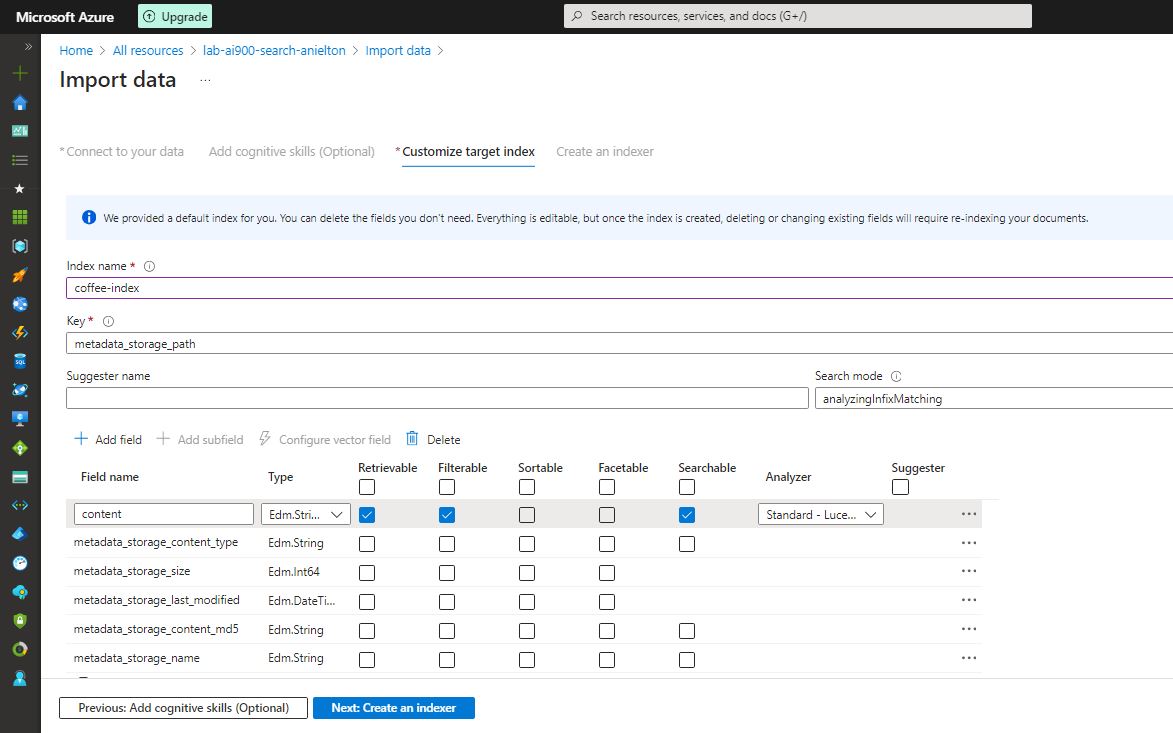 Microsoft Azure
Upgrade
Search resources, services, and docs (G+/)
Home > All resources > lab-ai900-search-anielton > Import data >
Import data ...
* Connect to your data
Add cognitive skills (Optional)
* Customize target index
Create an indexer
We provided a default index for you. You can delete the fields you don't need. Everything is editable, but once the index is created, deleting or changing existing fields will require re-indexing your documents.
Index name *
coffee-index
Key *
metadata_storage_path
Suggester name
Search mode
analyzingInfixMatching
Add field
Add subfield
Configure vector field
Delete
Field name Type Retrievable Filterable Sortable Facetable Searchable Analyzer Suggester
content Edm.Stri... Standard - Luce... ...
metadata_storage_content_type Edm.String ...
metadata_storage_size Edm.Int64 ...
metadata_storage_last_modified Edm.DateTi... ...
metadata_storage_content_md5 Edm.String ...
metadata_storage_name Edm.String ...
Previous: Add cognitive skills (Optional)
Next: Create an indexer